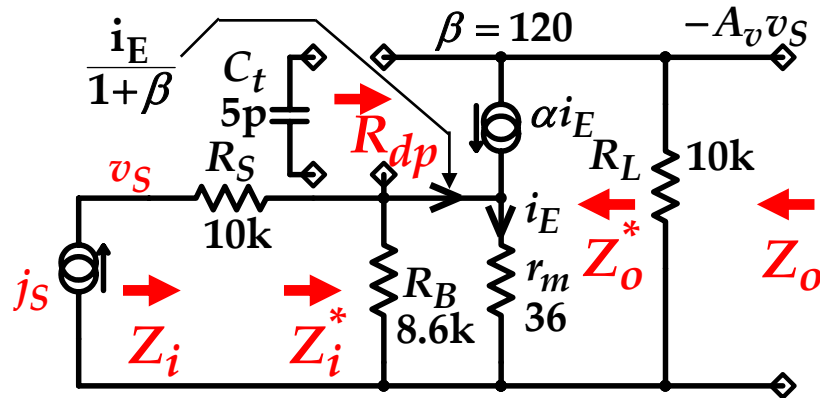 i_E
1+β
C_t
5p
β = 120
−A_v v_S
R_dp
αi_E
R_S
v_S
10k
R_L
10k
i_E
j_S
Z_i
Z_i^*
R_B
8.6k
r_m
36
Z_o^*
Z_o